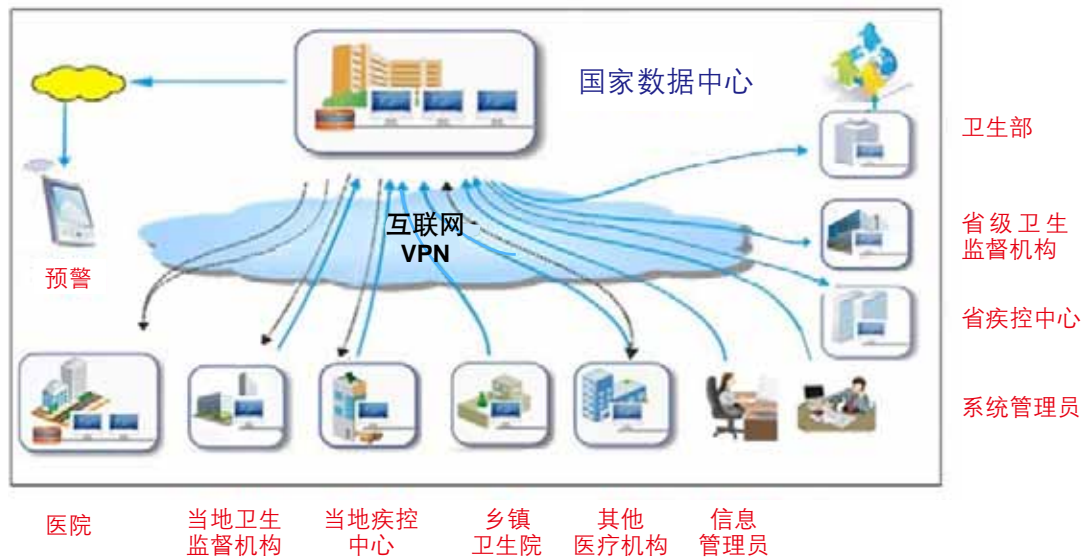 国家数据中心
卫生部
互联网
VPN
省级卫生
监督机构
预警
省疾控中心
系统管理员
医院
当地卫生
监督机构
当地疾控
中心
乡镇
卫生院
其他
医疗机构
信息
管理员